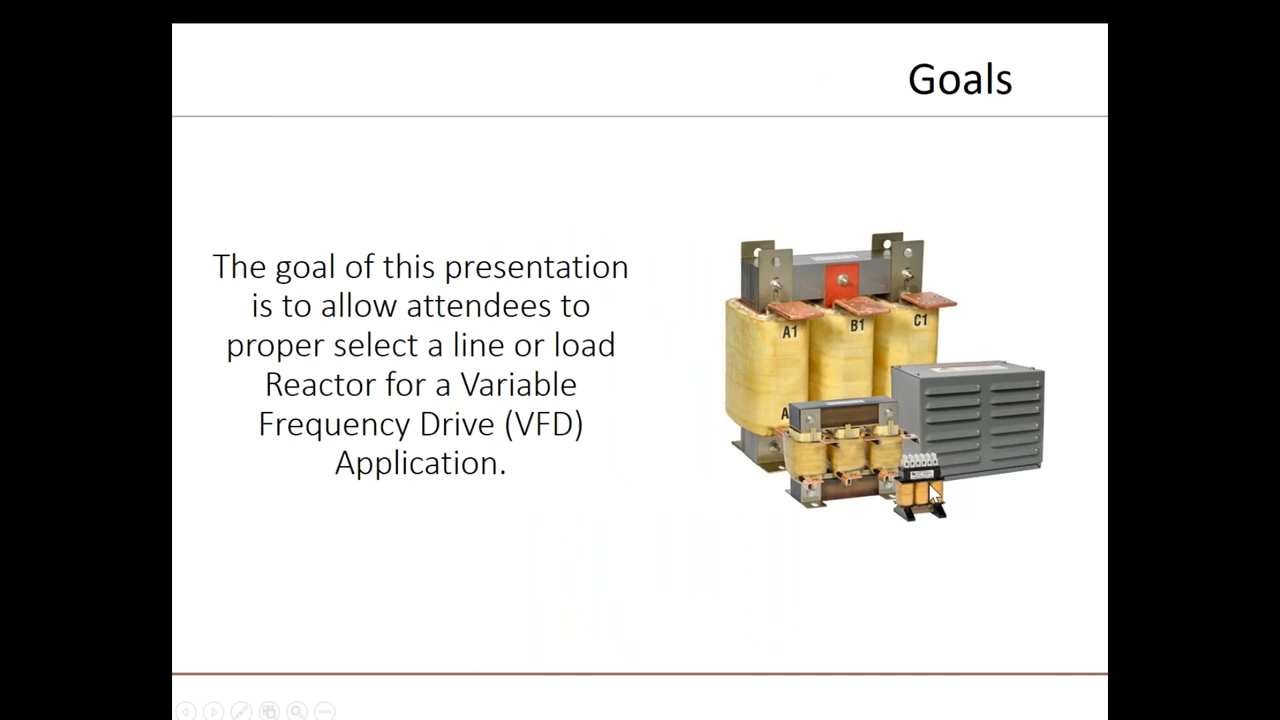 Goals
The goal of this presentation
is to allow attendees to
proper select a line or load
Reactor for a Variable
Frequency Drive (VFD)
Application.
A1
B1
C1
A